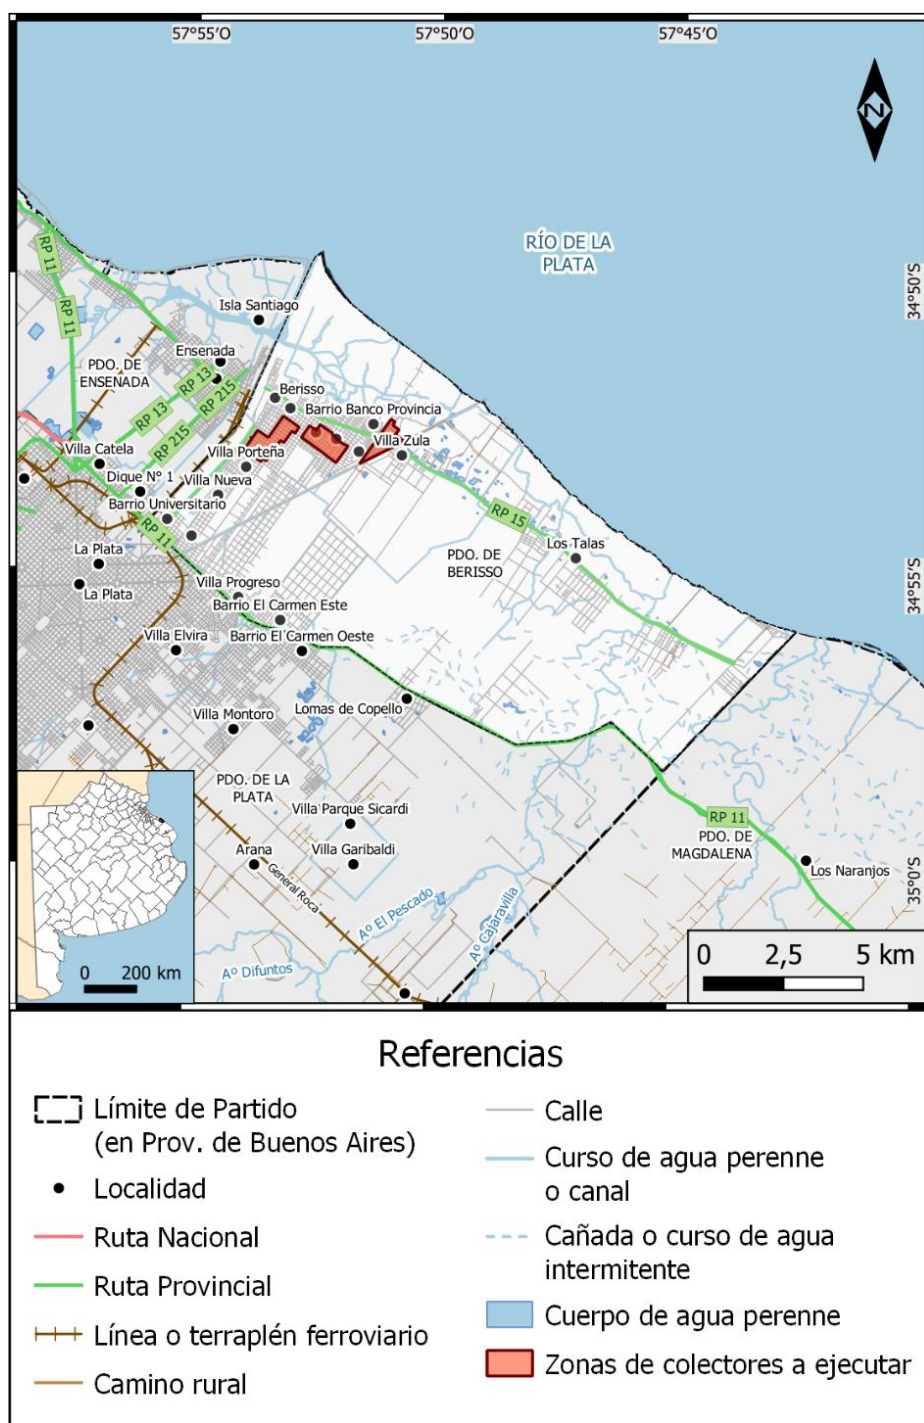 57°55'O
57°50'O
57°45'O
N
RÍO DE LA
PLATA
34°50'S
RP 11
RP 11
Isla Santiago
Ensenada
PDO. DE
ENSENADA
RP 13
RP 13
RP 215
RP 215
Berisso
Barrio Banco Provincia
Villa Zula
Villa Porteña
Villa Catela
Dique N° 1
Villa Nueva
Barrio Universitario
RP 11
RP 15
Los Talas
PDO. DE
BERISSO
La Plata
La Plata
34°55'S
Villa Progreso
Barrio El Carmen Este
Villa Elvira
Barrio El Carmen Oeste
Lomas de Copello
Villa Montoro
PDO. DE LA
PLATA
Villa Parque Sicardi
RP 11
PDO. DE
MAGDALENA
Arana
Villa Garibaldi
Los Naranjos
35°0'S
General Roca
A° El Pescado
A° Cajaravilla
A° Difuntos
0 200 km
0 2,5 5 km
Referencias
Límite de Partido
(en Prov. de Buenos Aires)
Localidad
Ruta Nacional
Ruta Provincial
Línea o terraplén ferroviario
Camino rural
Calle
Curso de agua perenne
o canal
Cañada o curso de agua
intermitente
Cuerpo de agua perenne
Zonas de colectores a ejecutar